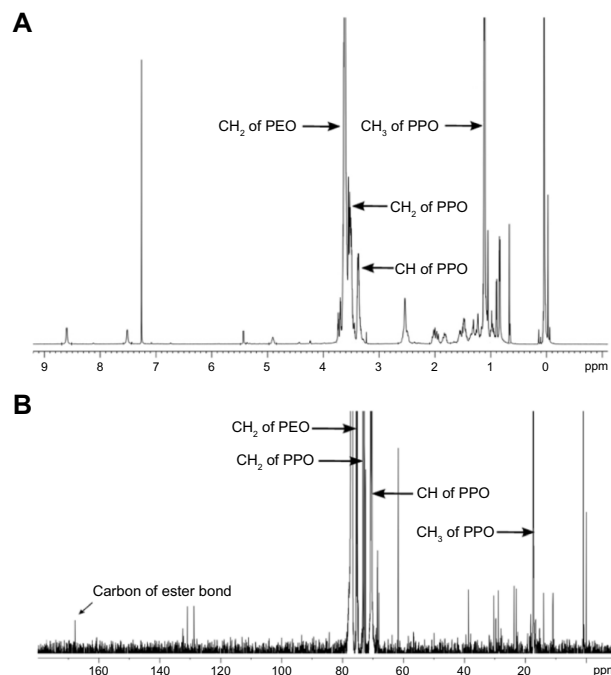 A
CH₂ of PEO
CH₃ of PPO
CH₂ of PPO
CH of PPO
9 7 6 5 4 3 2 1 0 ppm
B
CH₂ of PEO
CH₂ of PPO
CH of PPO
CH₃ of PPO
Carbon of ester bond
160 140 120 100 80 60 40 20 ppm